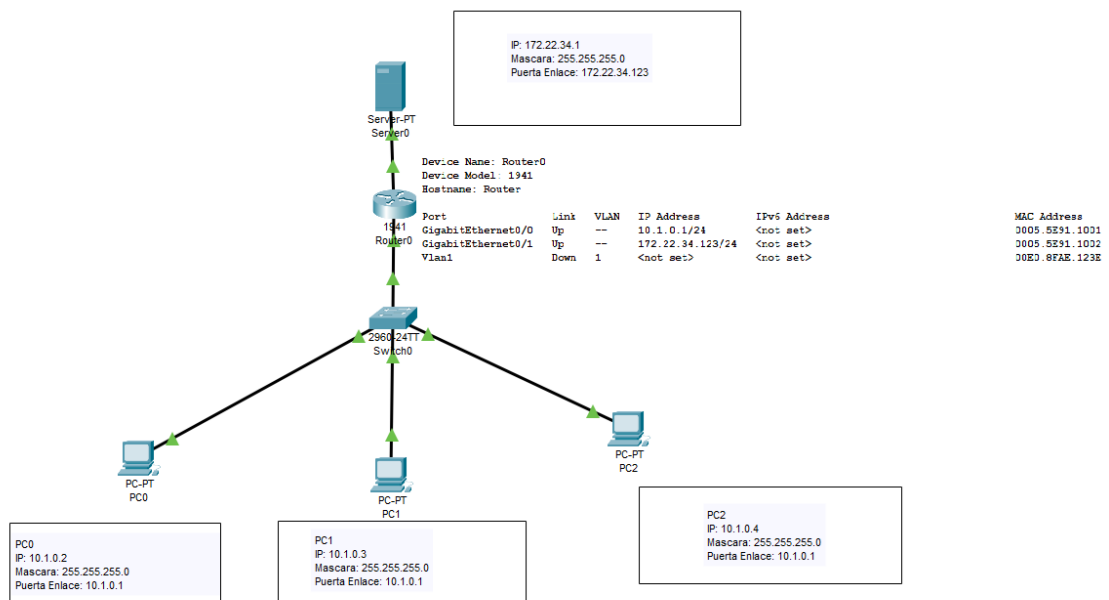 IP: 172.22.34.1
Mascara: 255.255.255.0
Puerta Enlace: 172.22.34.123
Server-PT
Server0
Device Name: Router0
Device Model: 1941
Hostname: Router
Port Link VLAN IP Address IPv6 Address MAC Address
GigabitEthernet0/0 Up -- 10.1.0.1/24 <not set> 0005.5E91.1001
GigabitEthernet0/1 Up -- 172.22.34.123/24 <not set> 0005.5E91.1002
Vlan1 Down 1 <not set> <not set> 00E0.8FAE.123E
1941
Router0
2960-24TT
Switch0
PC-PT
PC0
PC-PT
PC1
PC-PT
PC2
PC0
IP: 10.1.0.2
Mascara: 255.255.255.0
Puerta Enlace: 10.1.0.1
PC1
IP: 10.1.0.3
Mascara: 255.255.255.0
Puerta Enlace: 10.1.0.1
PC2
IP: 10.1.0.4
Mascara: 255.255.255.0
Puerta Enlace: 10.1.0.1